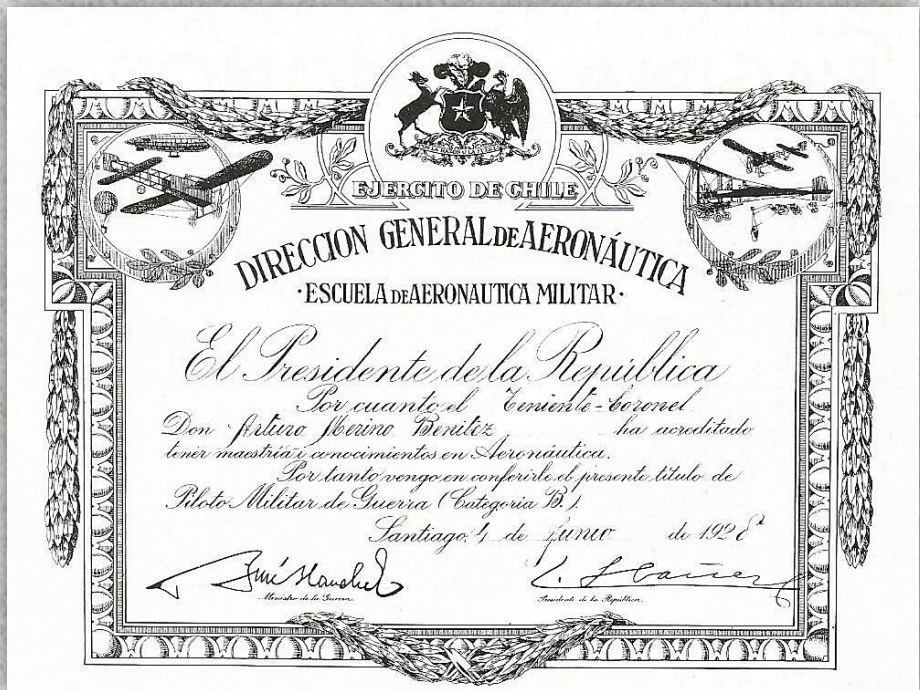 EJERCITO DE CHILE
DIRECCION GENERAL DE AERONÁUTICA
·ESCUELA DE AERONAUTICA MILITAR·
El Presidente de la República
Por cuanto el Teniente-Coronel
Don Arturo Merino Benitez ha acreditado
tener maestria i conocimientos en Aeronáutica.
Por tanto vengo en conferirle el presente titulo de
Piloto Militar de Guerra (Categoria B.).
Santiago, 4 de Junio de 1928
Ministro de la Guerra
Presidente de la República.